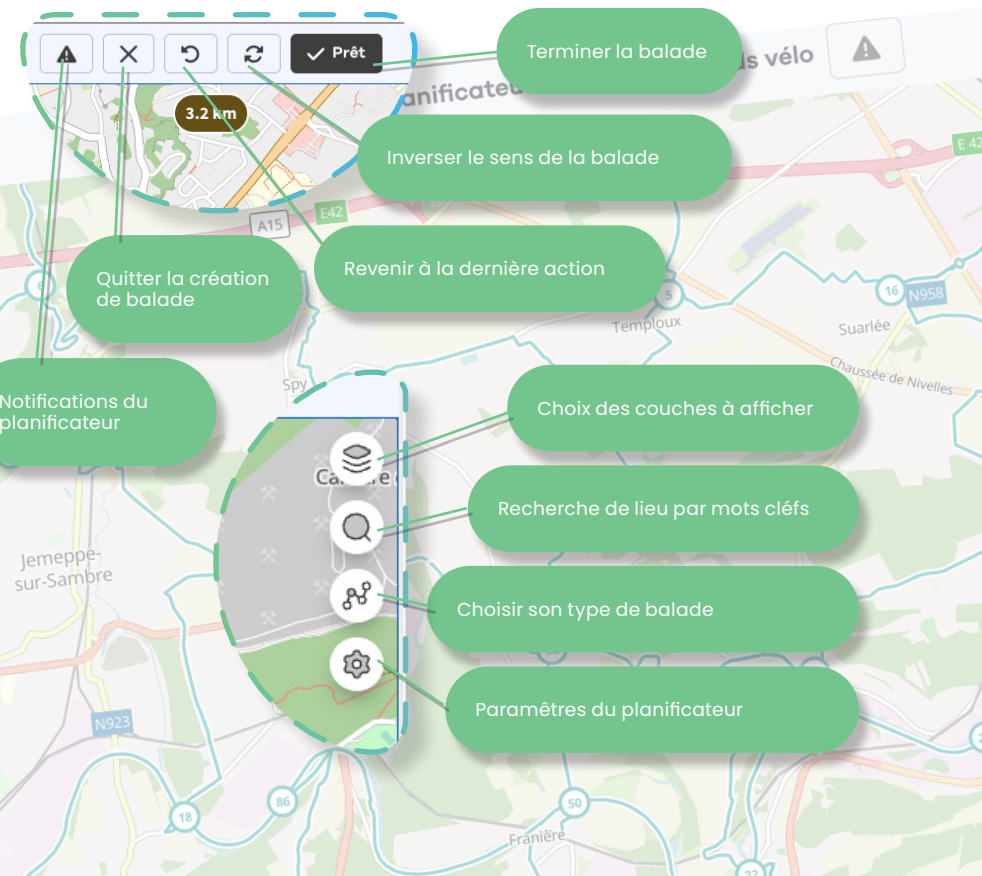 Prêt
Terminer la balade
s vélo
anificateu
3.2 km
Inverser le sens de la balade
E 42
E42
A15
Revenir à la dernière action
Quitter la création
de balade
5
16
N958
Temploux
Suarlée
Chaussée de Nivelles
Spy
Notifications du
planificateur
Choix des couches à afficher
Recherche de lieu par mots cléfs
Jemeppe-
sur-Sambre
Choisir son type de balade
Paramêtres du planificateur
N923
86
50
18
Franière
22